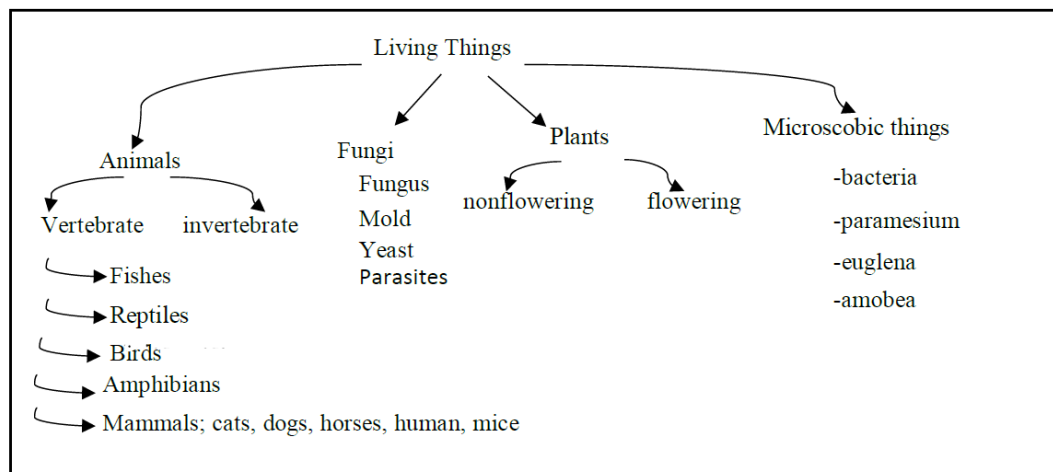 Living Things
Animals
Vertebrate
invertebrate
Fishes
Reptiles
Birds
Amphibians
Mammals; cats, dogs, horses, human, mice
Fungi
Fungus
Mold
Yeast
Parasites
Plants
nonflowering
flowering
Microscobic things
-bacteria
-paramesium
-euglena
-amobea